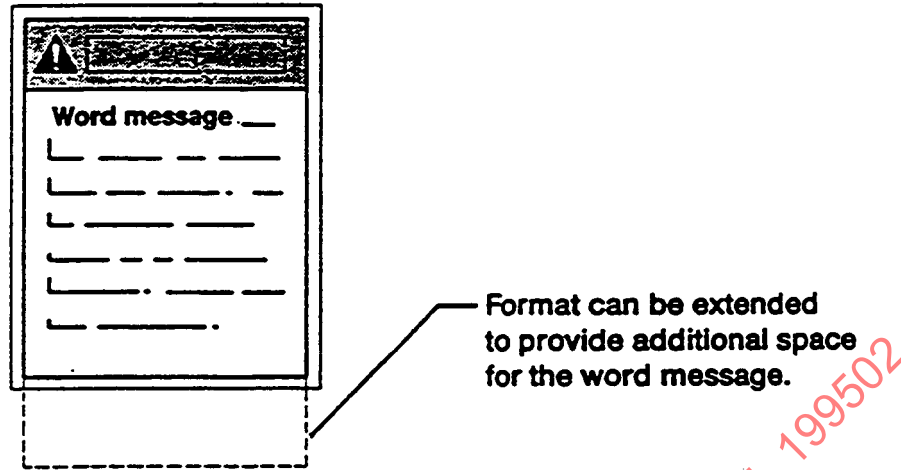 Word message
Format can be extended
to provide additional space
for the word message.
199502